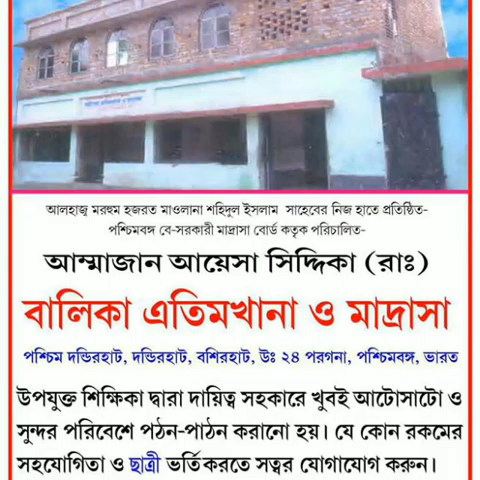 আলহাজ্ব মরহুম হজরত মাওলানা শহিদুল ইসলাম সাহেবের নিজ হাতে প্রতিষ্ঠিত-
পশ্চিমবঙ্গ বে-সরকারী মাদ্রাসা বোর্ড কতৃক পরিচালিত-
আম্মাজান আয়েসা সিদ্দিকা (রাঃ)
বালিকা এতিমখানা ও মাদ্রাসা
পশ্চিম দন্ডিরহাট, দন্ডিরহাট, বশিরহাট, উঃ ২৪ পরগনা, পশ্চিমবঙ্গ, ভারত
উপযুক্ত শিক্ষিকা দ্বারা দায়িত্ব সহকারে খুবই আটোসাটো ও
সুন্দর পরিবেশে পঠন-পাঠন করানো হয়। যে কোন রকমের
সহযোগিতা ও ছাত্রী ভর্তি করতে সত্বর যোগাযোগ করুন।